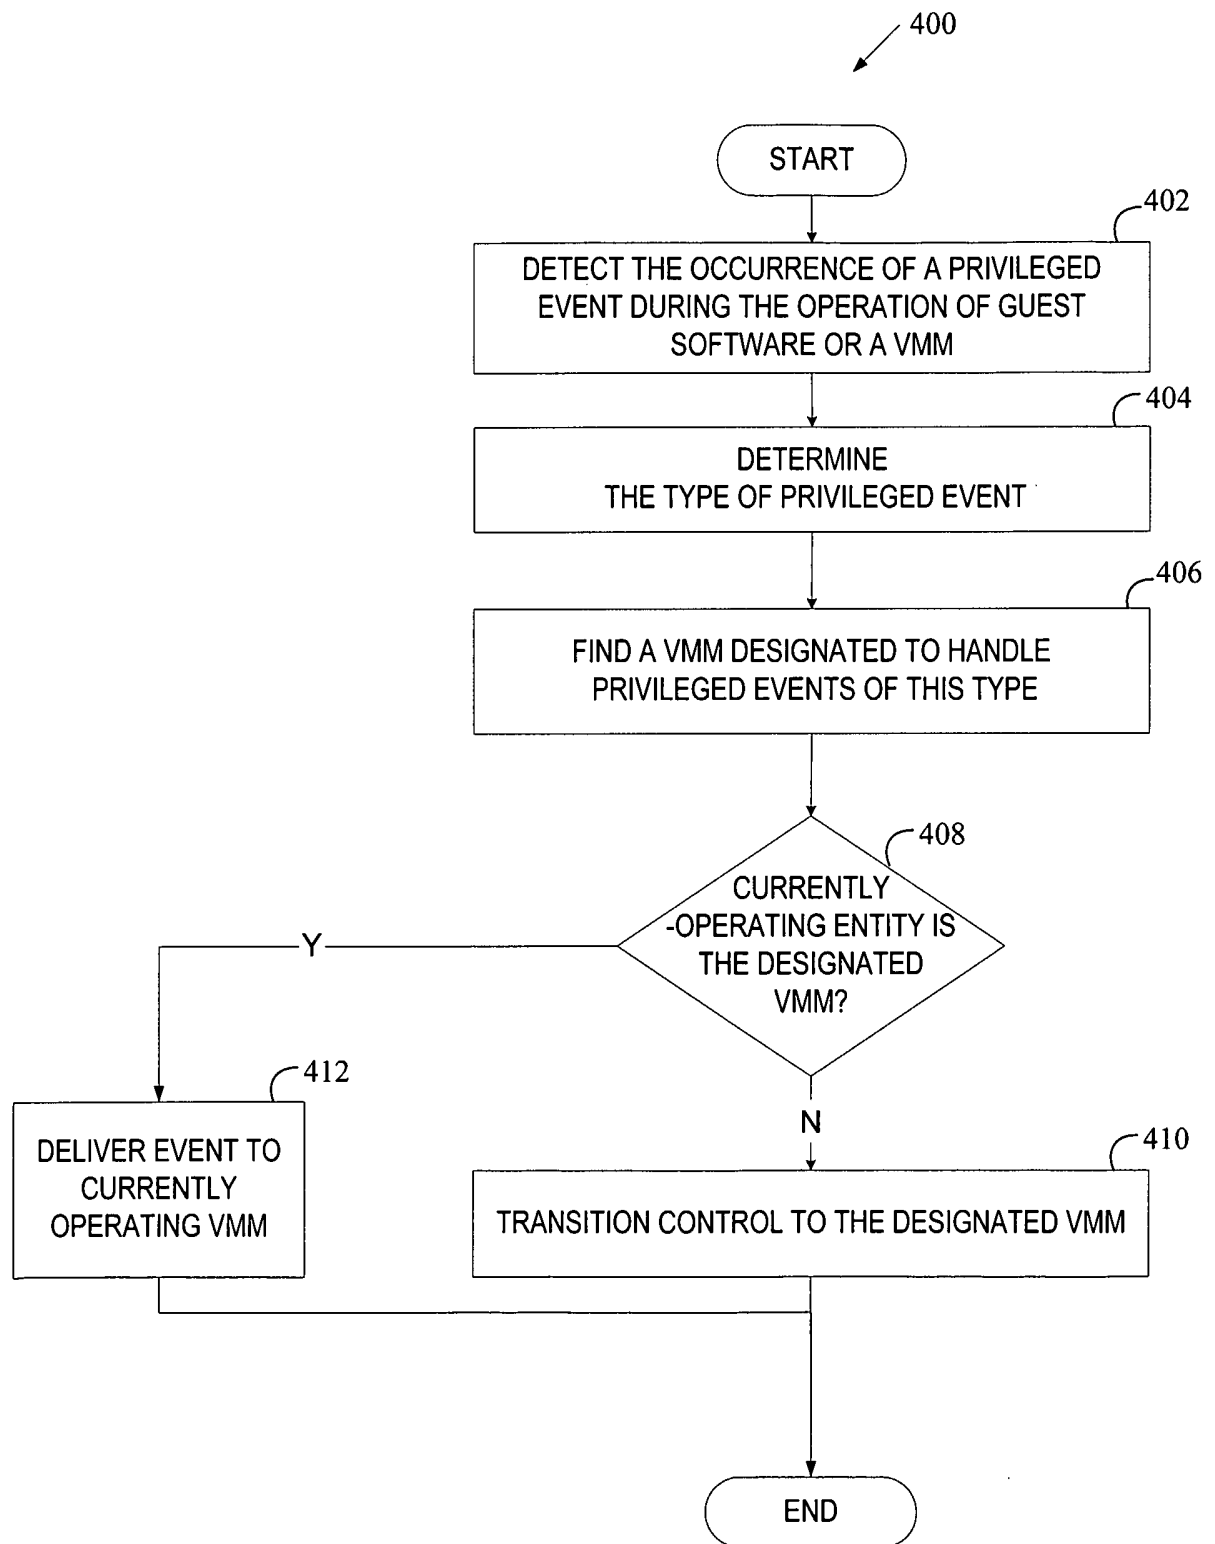 400
START
402
DETECT THE OCCURRENCE OF A PRIVILEGED
EVENT DURING THE OPERATION OF GUEST
SOFTWARE OR A VMM
404
DETERMINE
THE TYPE OF PRIVILEGED EVENT
406
FIND A VMM DESIGNATED TO HANDLE
PRIVILEGED EVENTS OF THIS TYPE
408
CURRENTLY
-OPERATING ENTITY IS
THE DESIGNATED
VMM?
Y
412
DELIVER EVENT TO
CURRENTLY
OPERATING VMM
N
410
TRANSITION CONTROL TO THE DESIGNATED VMM
END